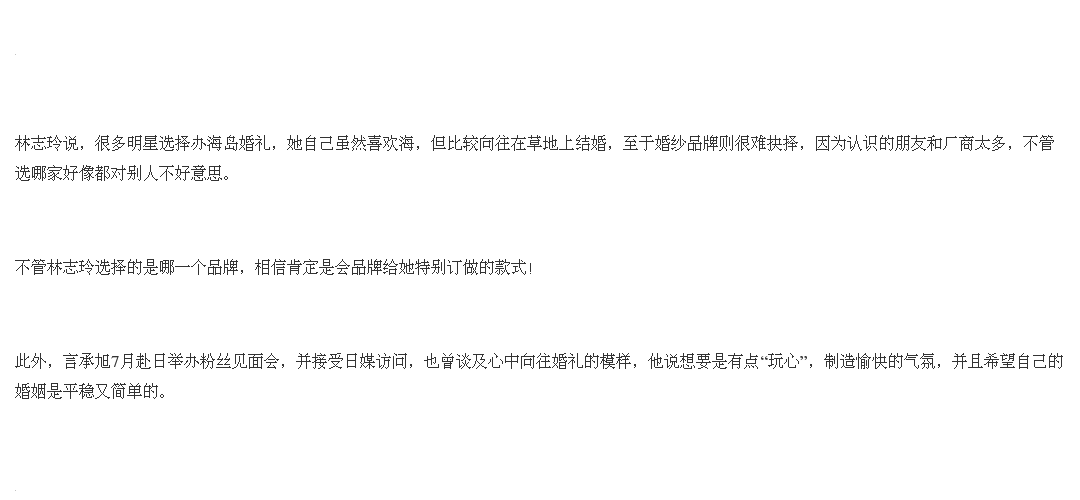 林志玲说，很多明星选择办海岛婚礼，她自己虽然喜欢海，但比较向往在草地上结婚，至于婚纱品牌则很难抉择，因为认识的朋友和厂商太多，不管
选哪家好像都对别人不好意思。
不管林志玲选择的是哪一个品牌，相信肯定是会品牌给她特别订做的款式!
此外，言承旭7月赴日举办粉丝见面会，并接受日媒访问，也曾谈及心中向往婚礼的模样，他说想要是有点“玩心”，制造愉快的气氛，并且希望自己的
婚姻是平稳又简单的。